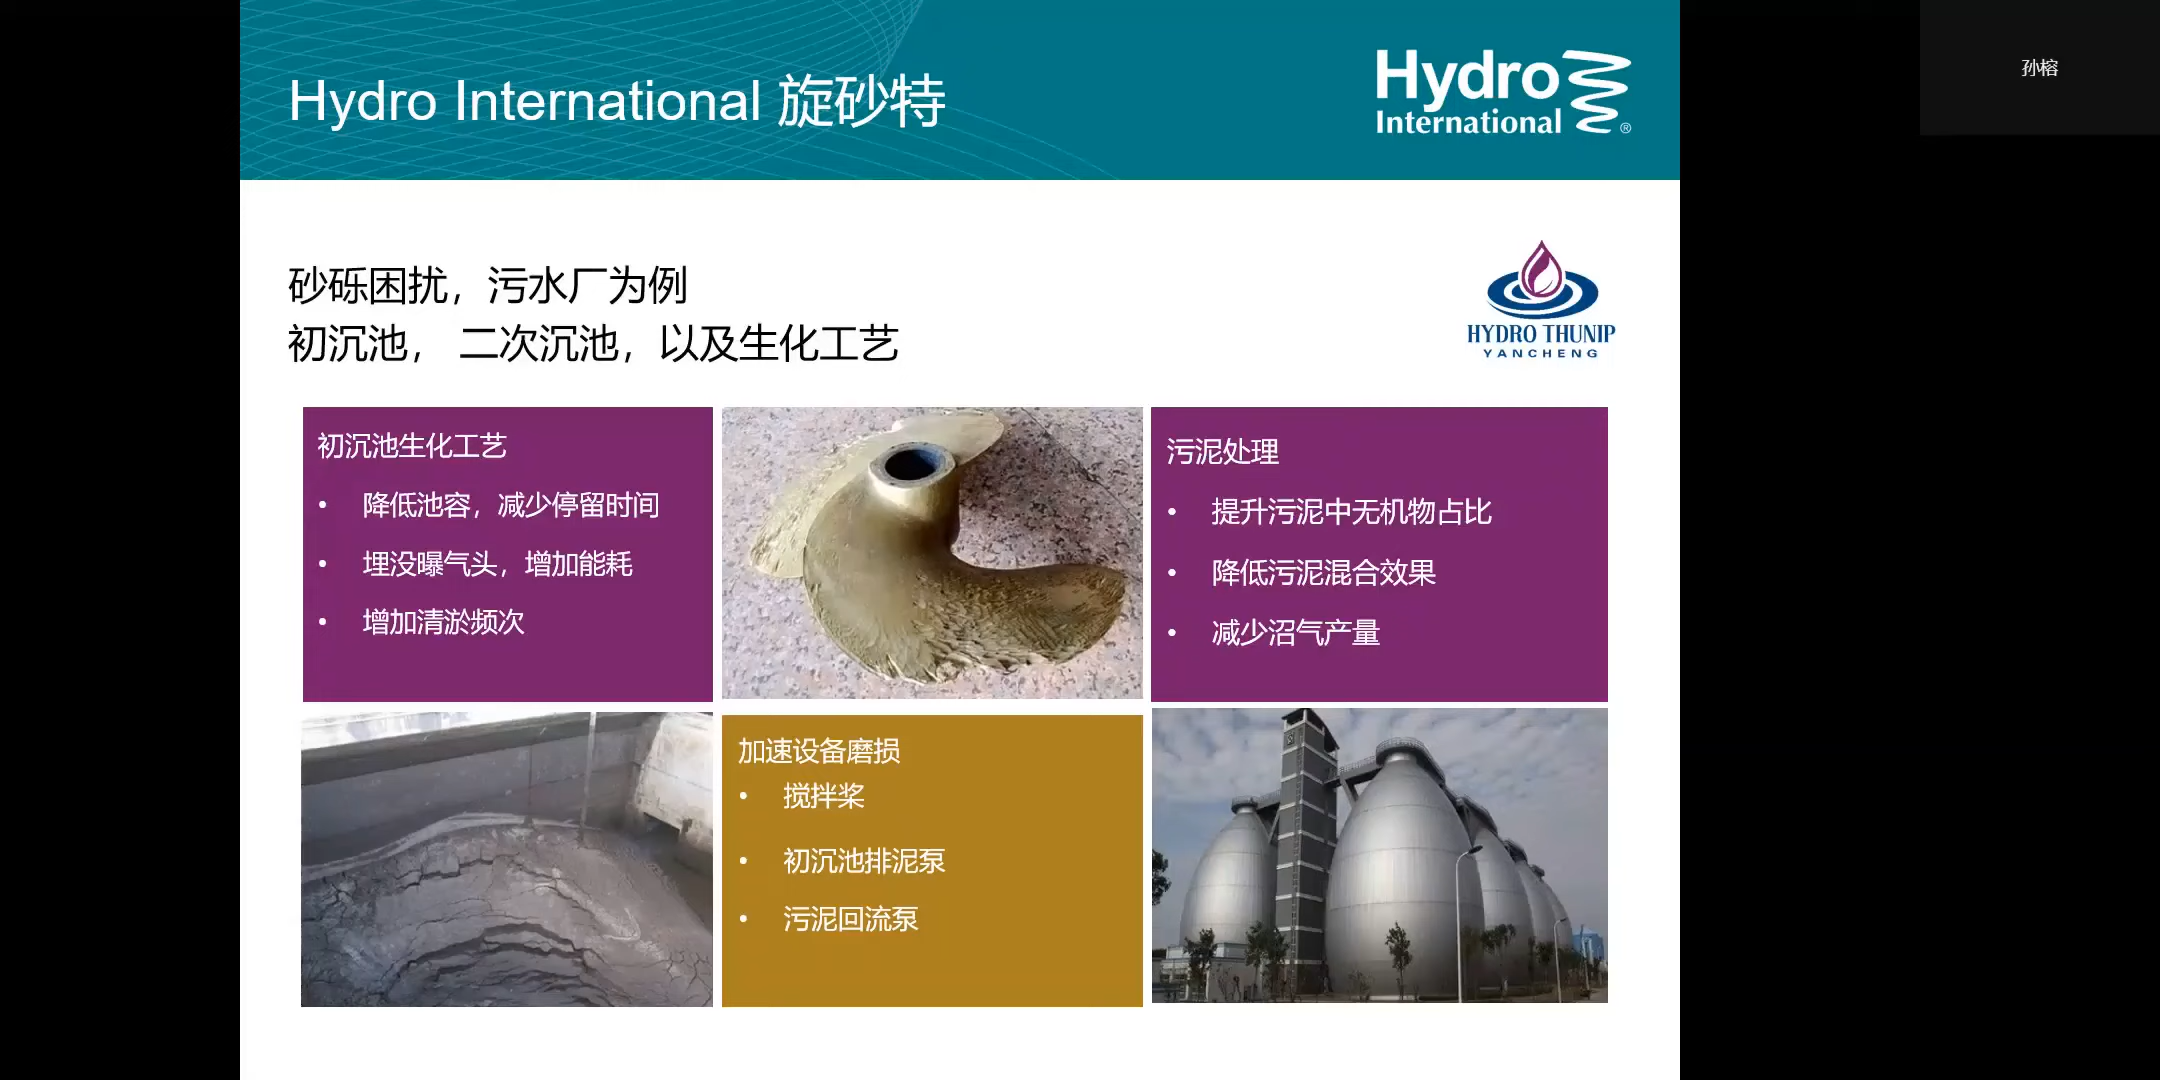 Hydro International 旋砂特
Hydro
International
®
孙榕
砂砾困扰，污水厂为例
初沉池， 二次沉池，以及生化工艺
HYDRO THUNIP
YANCHENG
初沉池生化工艺
• 降低池容，减少停留时间
• 埋没曝气头，增加能耗
• 增加清淤频次
污泥处理
• 提升污泥中无机物占比
• 降低污泥混合效果
• 减少沼气产量
加速设备磨损
• 搅拌桨
• 初沉池排泥泵
• 污泥回流泵